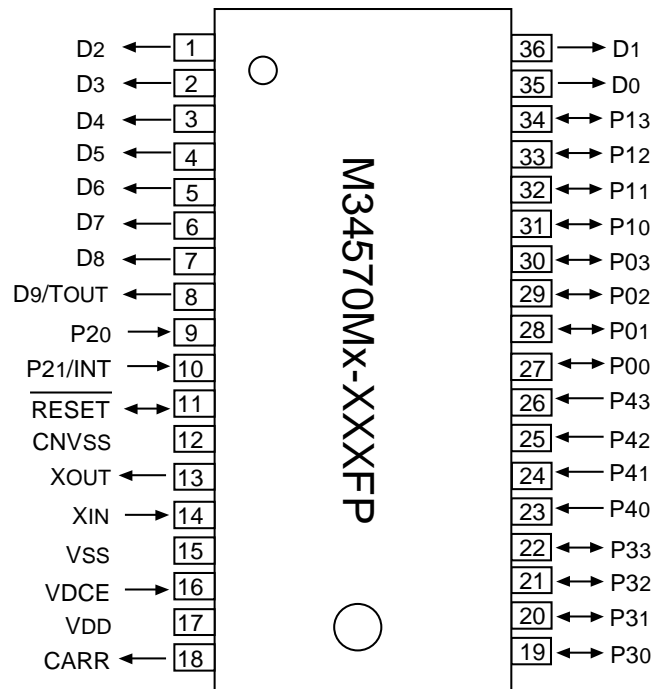 D2 1
D3 2
D4 3
D5 4
D6 5
D7 6
D8 7
D9/TOUT 8
P20 9
P21/INT 10
RESET 11
CNVSS 12
XOUT 13
XIN 14
VSS 15
VDCE 16
VDD 17
CARR 18
M34570Mx-XXXFP
36 D1
35 D0
34 P13
33 P12
32 P11
31 P10
30 P03
29 P02
28 P01
27 P00
26 P43
25 P42
24 P41
23 P40
22 P33
21 P32
20 P31
19 P30